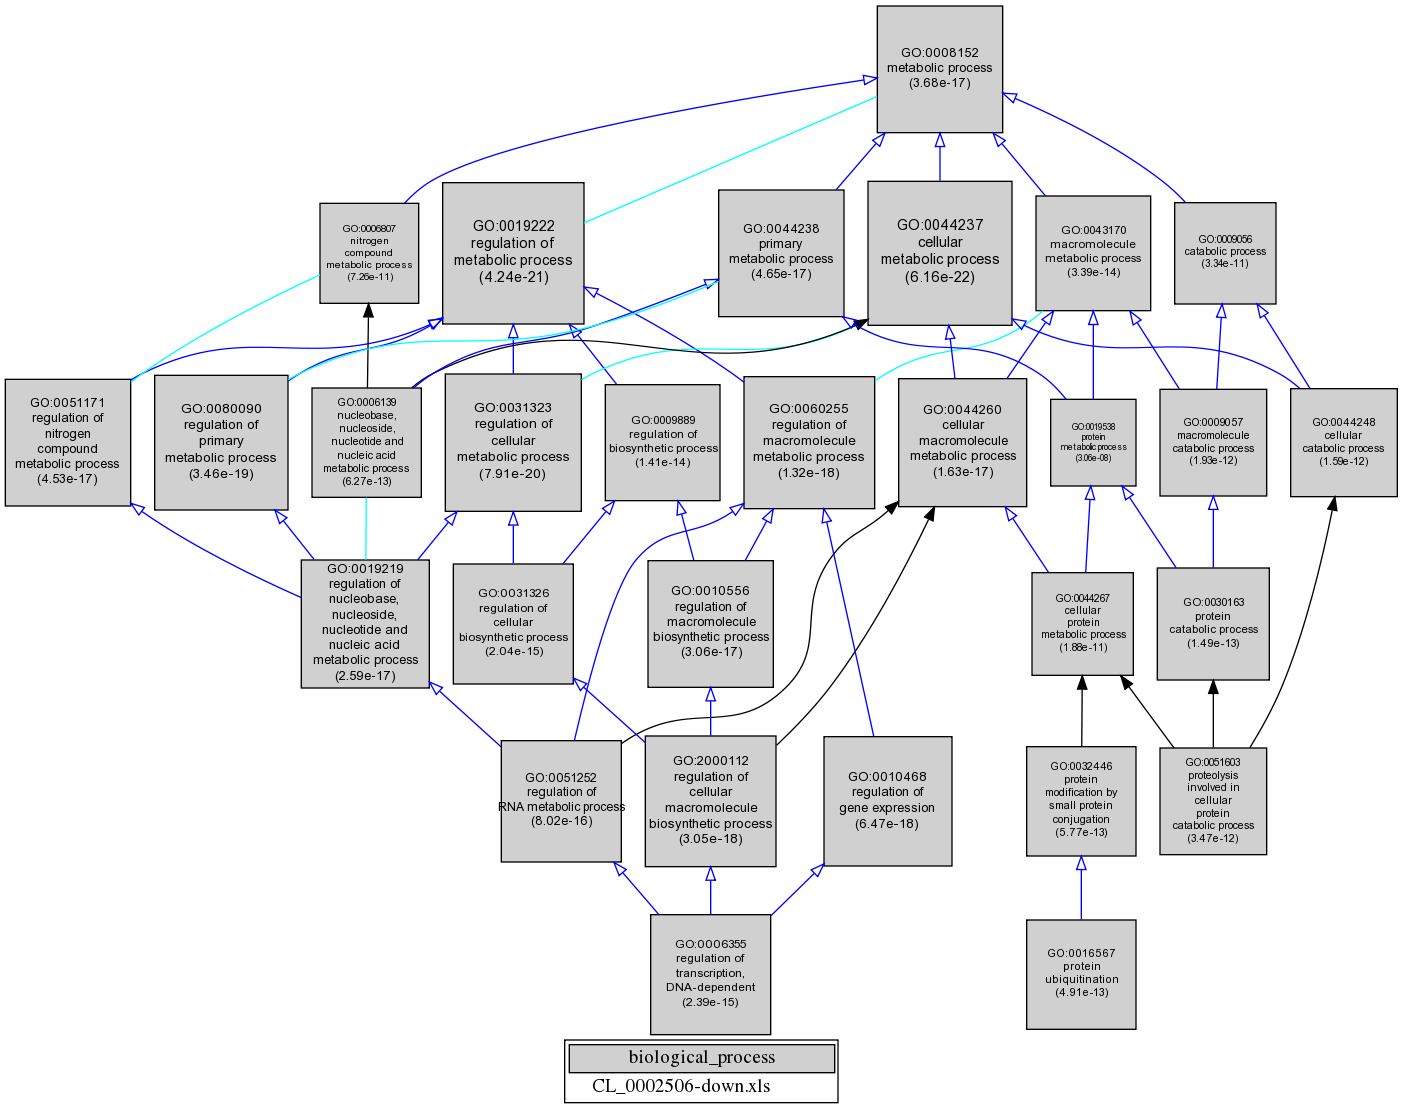 GO:0008152
metabolic process
(3.68e-17)
GO:0006807
nitrogen
compound
metabolic process
(7.26e-11)
GO:0019222
regulation of
metabolic process
(4.24e-21)
GO:0044238
primary
metabolic process
(4.65e-17)
GO:0044237
cellular
metabolic process
(6.16e-22)
GO:0043170
macromolecule
metabolic process
(3.39e-14)
GO:0009056
catabolic process
(3.34e-11)
GO:0051171
regulation of
nitrogen
compound
metabolic process
(4.53e-17)
GO:0080090
regulation of
primary
metabolic process
(3.46e-19)
GO:0006139
nucleobase,
nucleoside,
nucleotide and
nucleic acid
metabolic process
(6.27e-13)
GO:0031323
regulation of
cellular
metabolic process
(7.91e-20)
GO:0009889
regulation of
biosynthetic process
(1.41e-14)
GO:0060255
regulation of
macromolecule
metabolic process
(1.32e-18)
GO:0044260
cellular
macromolecule
metabolic process
(1.63e-17)
GO:0019538
protein
metabolic process
(3.06e-08)
GO:0009057
macromolecule
catabolic process
(1.93e-12)
GO:0044248
cellular
catabolic process
(1.59e-12)
GO:0019219
regulation of
nucleobase,
nucleoside,
nucleotide and
nucleic acid
metabolic process
(2.59e-17)
GO:0031326
regulation of
cellular
biosynthetic process
(2.04e-15)
GO:0010556
regulation of
macromolecule
biosynthetic process
(3.06e-17)
GO:0044267
cellular
protein
metabolic process
(1.88e-11)
GO:0030163
protein
catabolic process
(1.49e-13)
GO:0051252
regulation of
RNA metabolic process
(8.02e-16)
GO:2000112
regulation of
cellular
macromolecule
biosynthetic process
(3.05e-18)
GO:0010468
regulation of
gene expression
(6.47e-18)
GO:0032446
protein
modification by
small protein
conjugation
(5.77e-13)
GO:0051603
proteolysis
involved in
cellular
protein
catabolic process
(3.47e-12)
GO:0006355
regulation of
transcription,
DNA-dependent
(2.39e-15)
GO:0016567
protein
ubiquitination
(4.91e-13)
biological_process
CL_0002506-down.xls